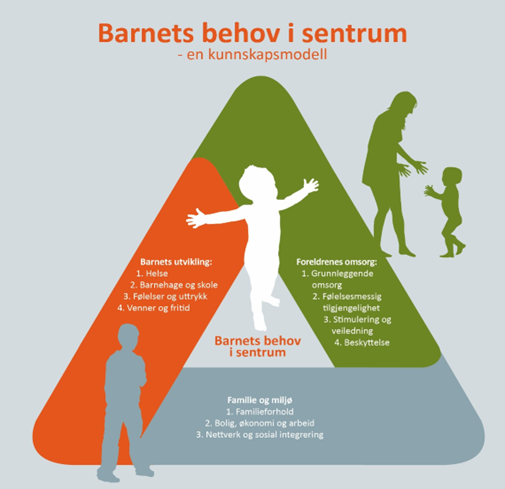 Barnets behov i sentrum
- en kunnskapsmodell
Barnets utvikling:
1. Helse
2. Barnehage og skole
3. Følelser og uttrykk
4. Venner og fritid
Foreldrenes omsorg:
1. Grunnleggende
omsorg
2. Følelsesmessig
tilgjengelighet
3. Stimulering og
veiledning
4. Beskyttelse
Barnets behov
i sentrum
Familie og miljø
1. Familieforhold
2. Bolig, økonomi og arbeid
3. Nettverk og sosial integrering